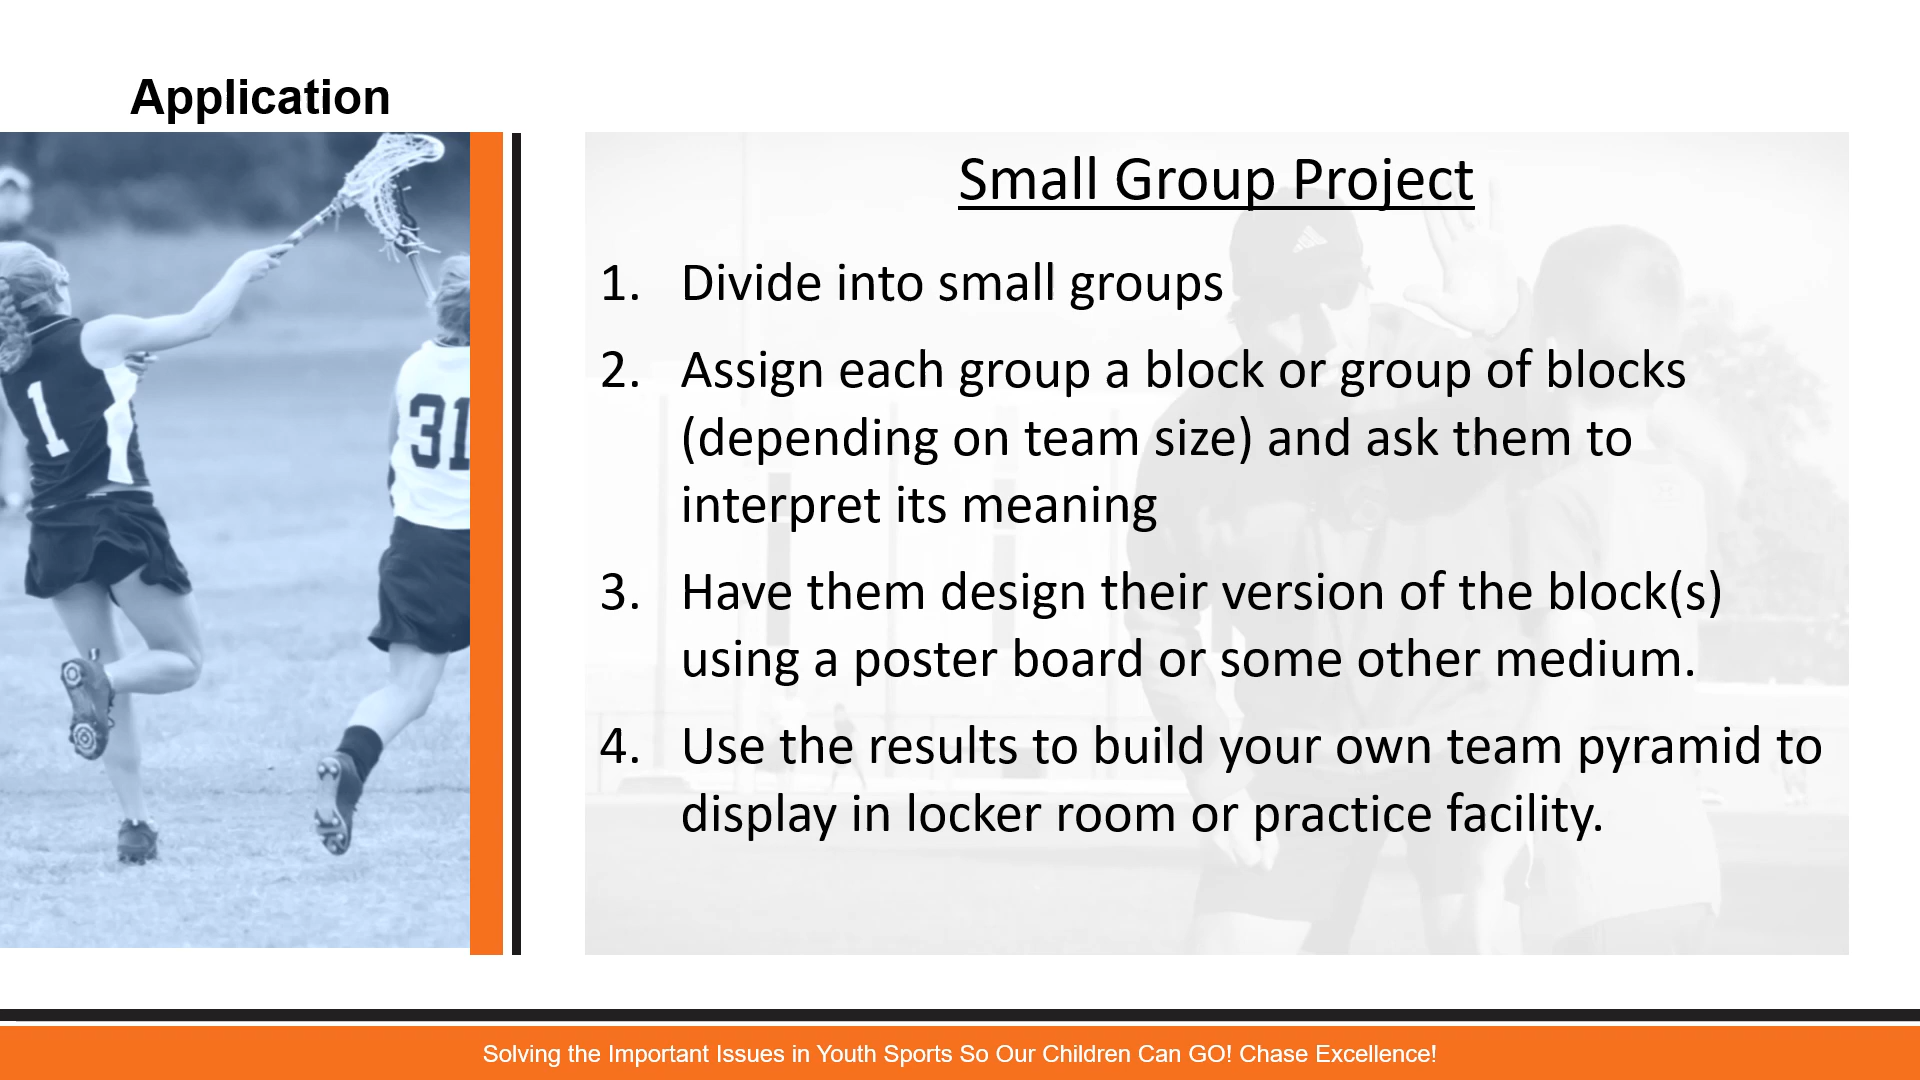 Application
1
31
Small Group Project
1. Divide into small groups
2. Assign each group a block or group of blocks
(depending on team size) and ask them to
interpret its meaning
3. Have them design their version of the block(s)
using a poster board or some other medium.
4. Use the results to build your own team pyramid to
display in locker room or practice facility.
Solving the Important Issues in Youth Sports So Our Children Can GO! Chase Excellence!